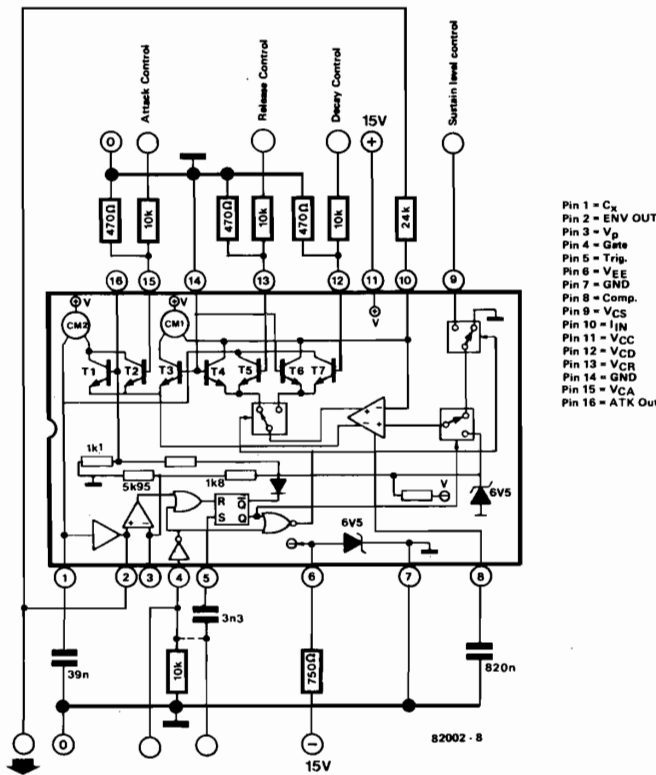 Attack Control
Release Control
Decay Control
15V
+
Sustain level control
0
470Ω
10k
470Ω
10k
470Ω
10k
24k
16
15
14
13
12
11
10
9
V
V
V
CM2
CM1
T1
T2
T3
T4
T5
T6
T7
1k1
5k95
1k8
R
S
Q
V
6V5
6V5
1
2
3
4
5
6
7
8
39n
3n3
10k
750Ω
820n
0
15V
82002 - 8
Pin 1 = Cx
Pin 2 = ENV OUT
Pin 3 = Vp
Pin 4 = Gate
Pin 5 = Trig.
Pin 6 = VEE
Pin 7 = GND
Pin 8 = Comp.
Pin 9 = VCS
Pin 10 = IIN
Pin 11 = VCC
Pin 12 = VCD
Pin 13 = VCR
Pin 14 = GND
Pin 15 = VCA
Pin 16 = ATK Out